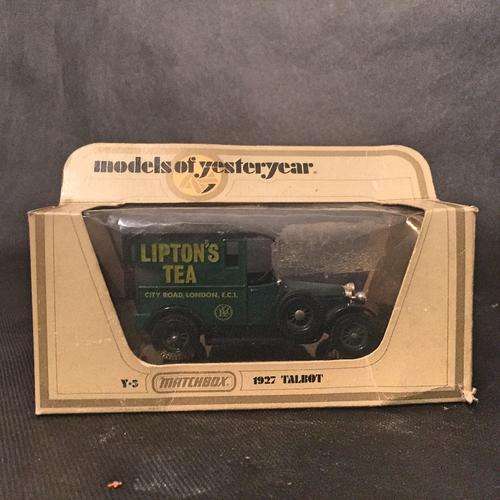 models of yesteryear
LIPTON'S
TEA
CITY ROAD, LONDON, E.C.1.
Y-5 MATCHBOX 1927 TALBOT